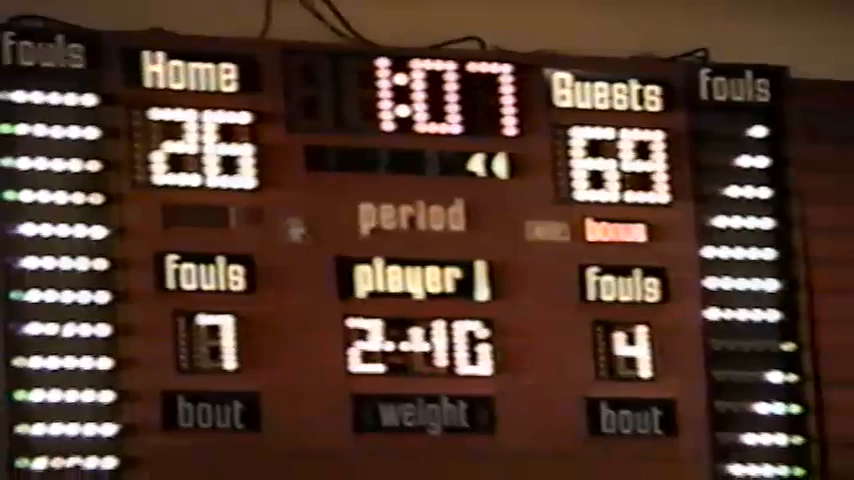 fouls Home 1:07 Guests fouls
26 69
period bonus
fouls player fouls
7 4
bout weight bout